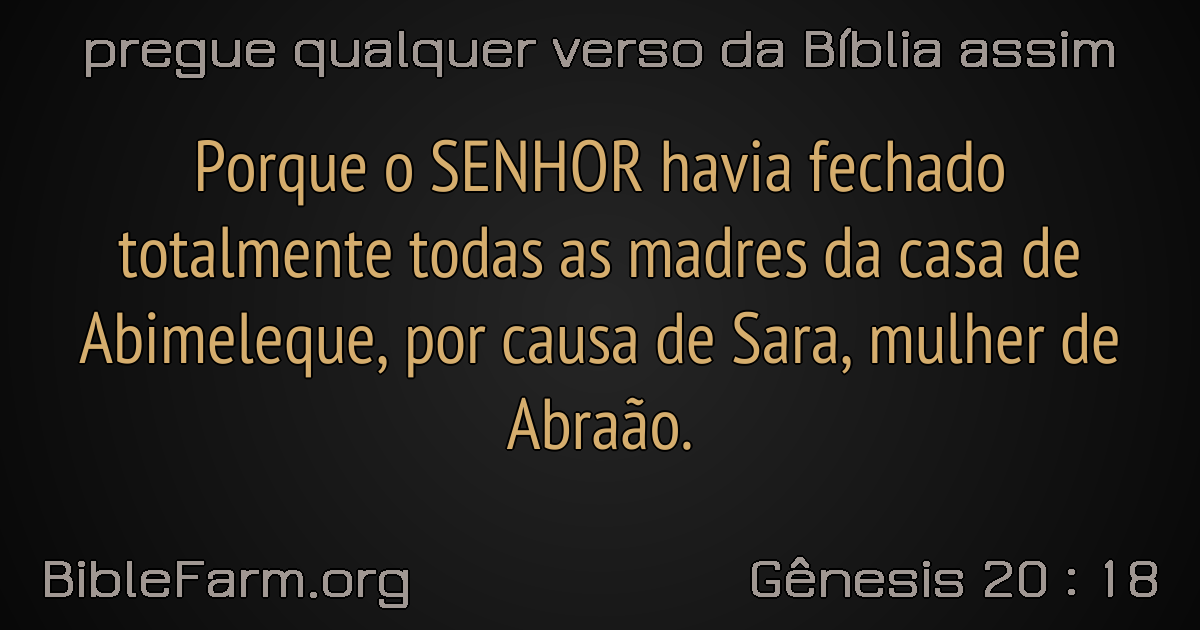 pregue qualquer verso da Bíblia assim
Porque o SENHOR havia fechado
totalmente todas as madres da casa de
Abimeleque, por causa de Sara, mulher de
Abraão.
BibleFarm.org
Gênesis 20 : 18